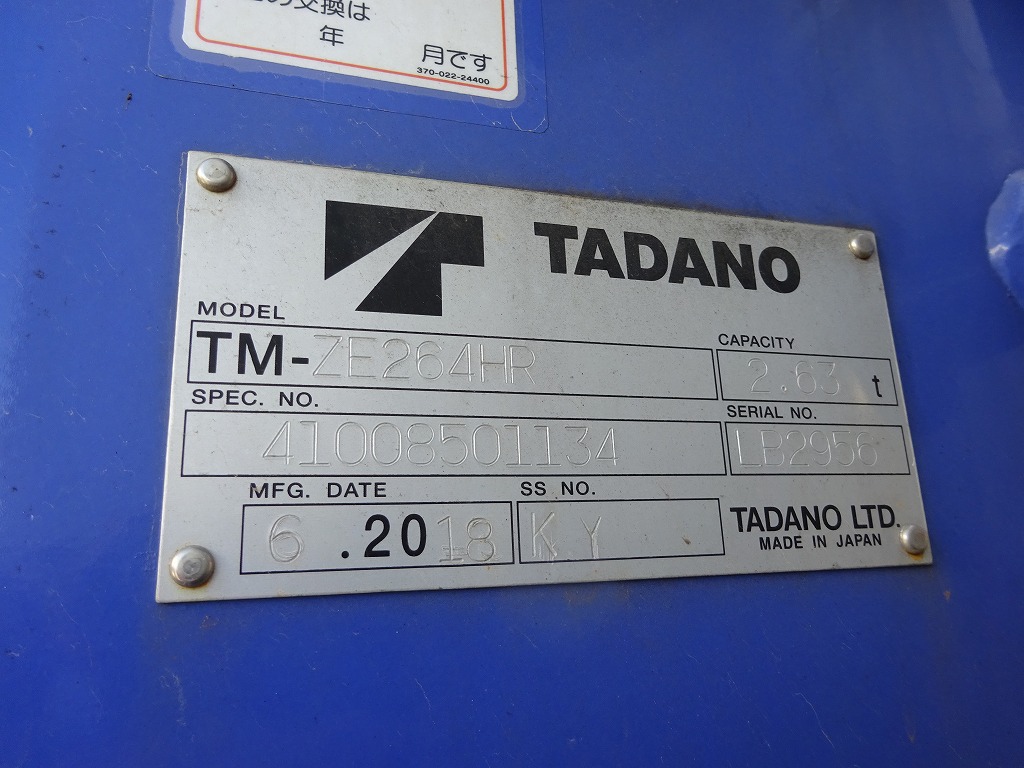 の交換は
年 月です
370-022-24400
TADANO
MODEL
TM-ZE264HR
CAPACITY
2.63 t
SPEC. NO.
41008501134
SERIAL NO.
LB2956
MFG. DATE
6 .2018
SS NO.
K.Y
TADANO LTD.
MADE IN JAPAN